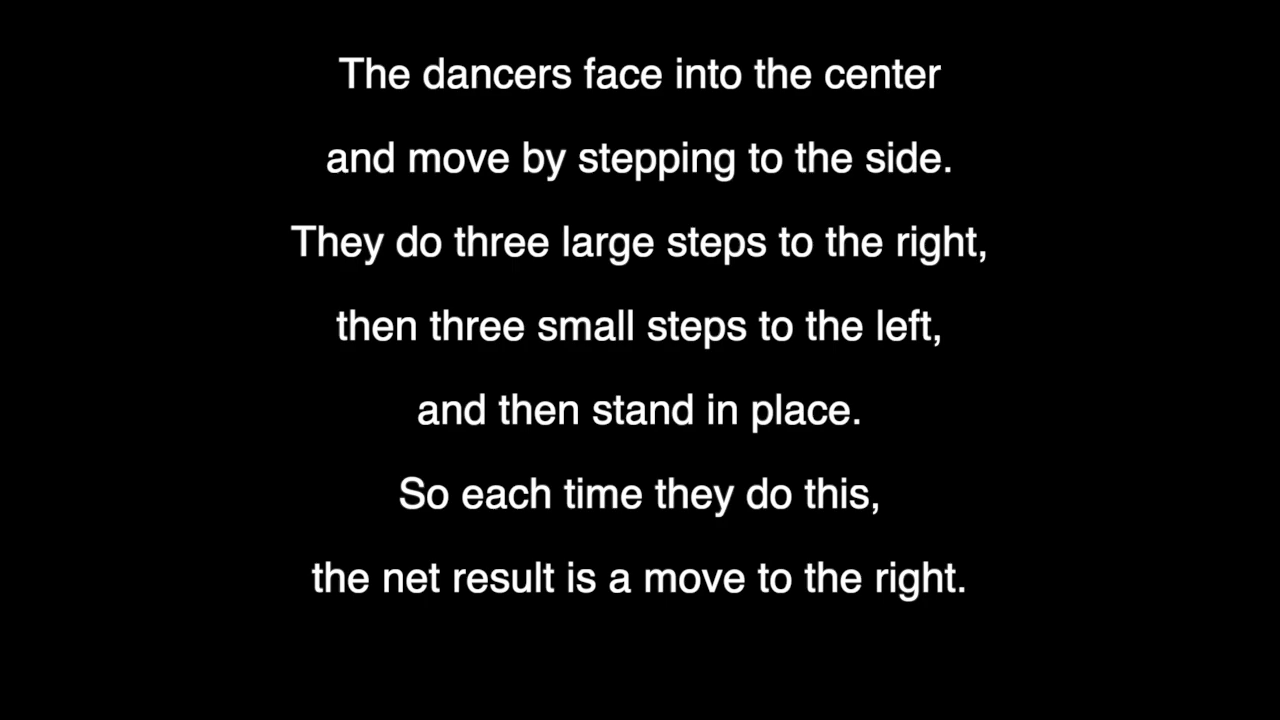 The dancers face into the center
and move by stepping to the side.
They do three large steps to the right,
then three small steps to the left,
and then stand in place.
So each time they do this,
the net result is a move to the right.